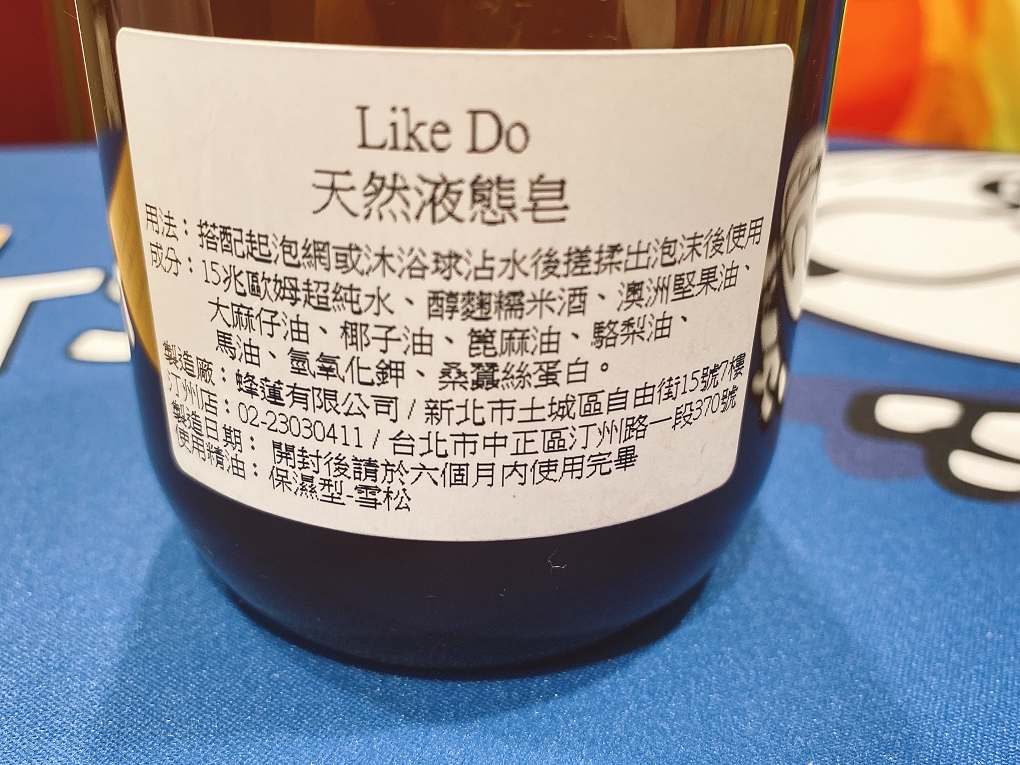 Like Do
天然液態皂
用法：搭配起泡網或沐浴球沾水後搓揉出泡沫後使用
成分：15兆歐姆超純水、醇麴糯米酒、澳洲堅果油、
大麻仔油、椰子油、篦麻油、駱梨油、
馬油、氫氧化鉀、桑蠶絲蛋白。
製造廠：蜂蓮有限公司/新北市土城區自由街j15號7樓
汀州店：02-23030411/台北市中正區汀州路一段370號
製造日期：開封後請於六個月內使用完畢
使用精油：保濕型-雪松